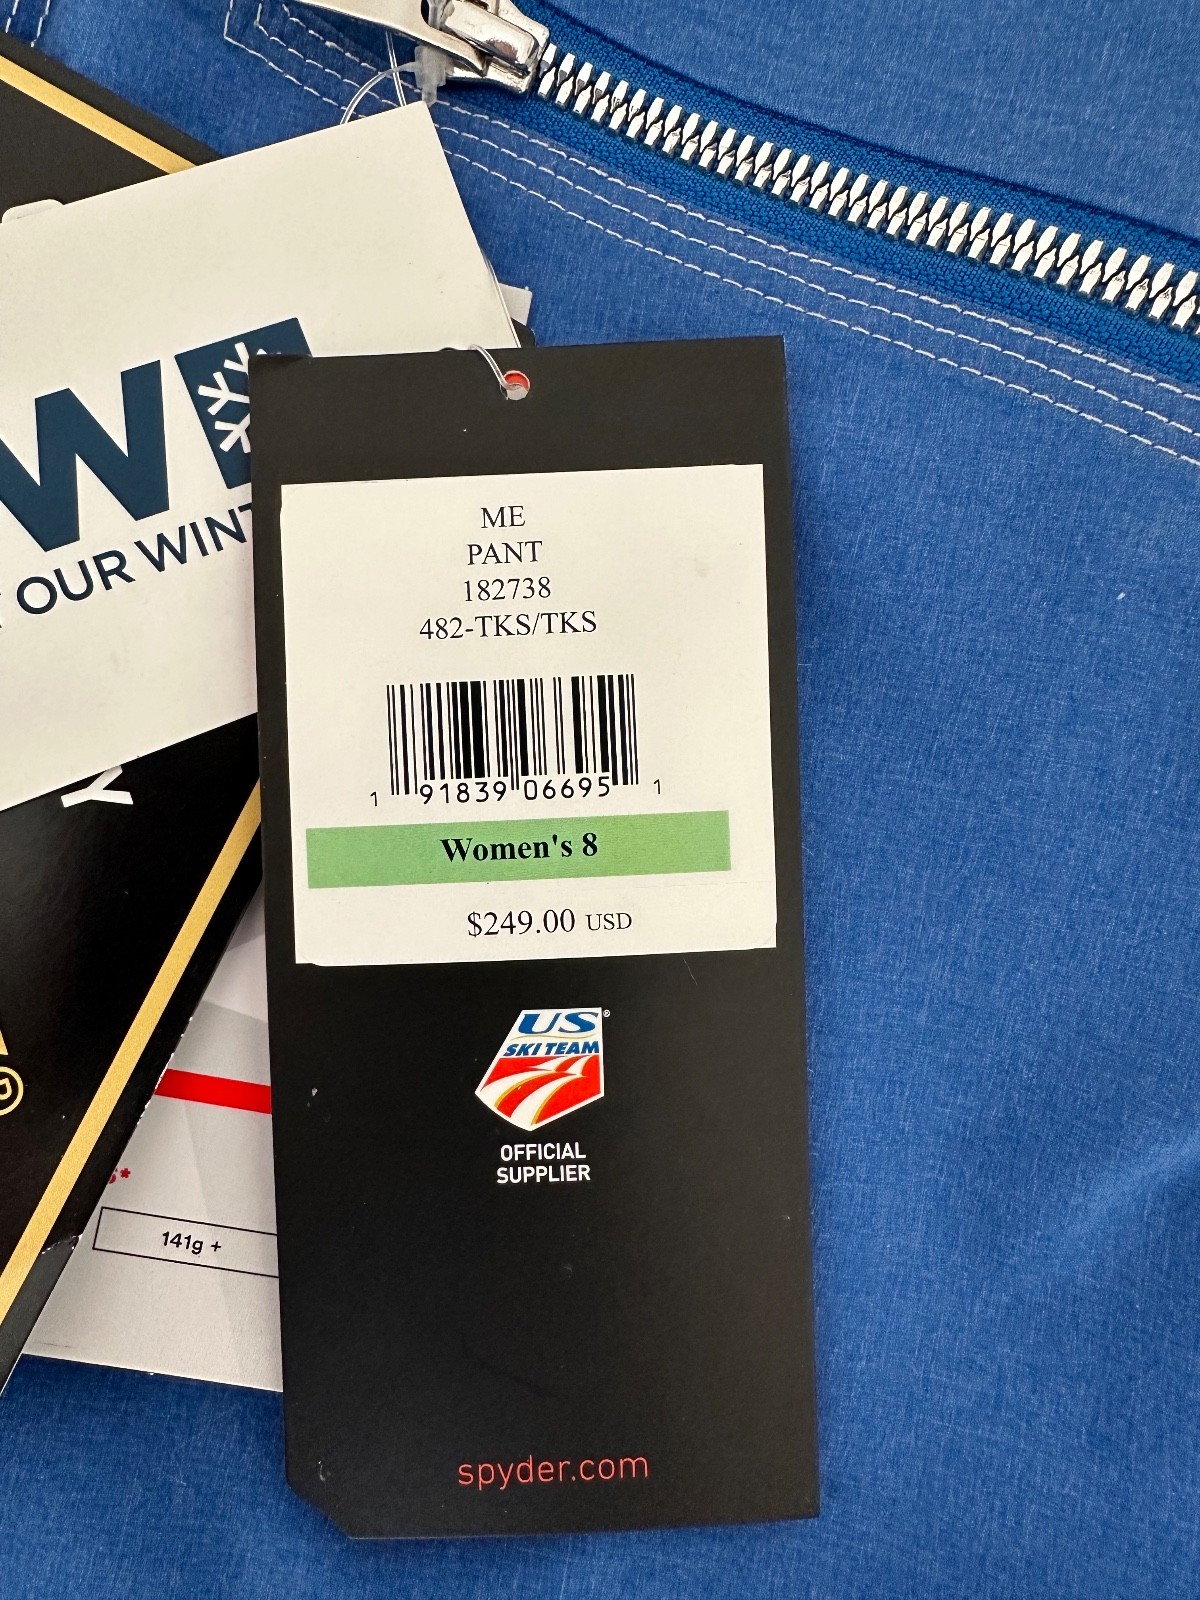 W
OUR WINT
ME
PANT
182738
482-TKS/TKS
1 91839 06695 1
Women's 8
$249.00 USD
US®
SKI TEAM
OFFICIAL
SUPPLIER
Y
141g +
spyder.com